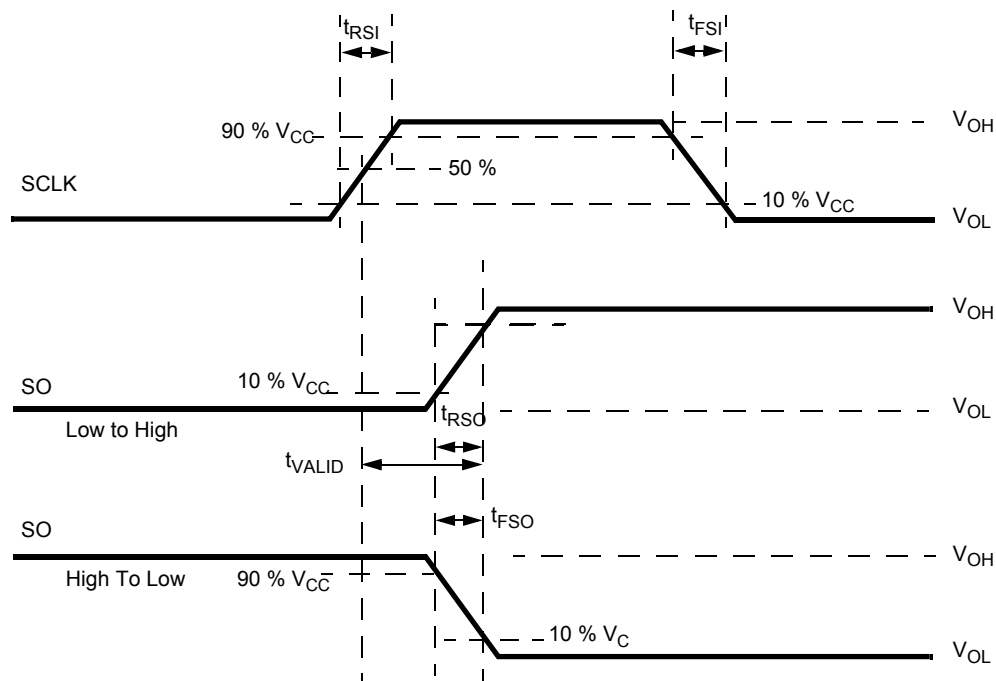 tRSI
tFSI
90 % VCC
VOH
50 %
SCLK
10 % VCC
VOL
VOH
SO
10 % VCC
Low to High
tRSO
VOL
tVALID
SO
tFSO
High To Low
90 % VCC
VOH
10 % VC
VOL